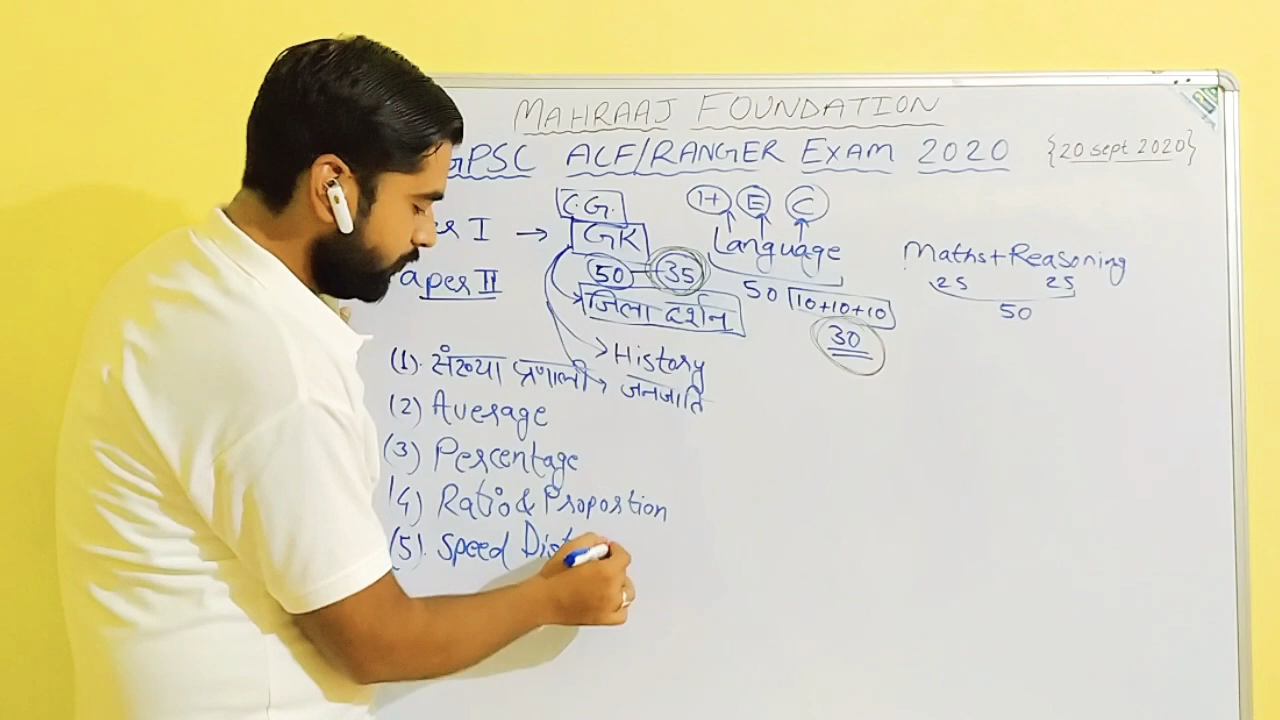 MAHRAAJ FOUNDATION
GPSC ACF/RANGER EXAM 2020 {20 sept 2020}
C.G. H E C
er I → GK Language Maths+Reasoning
50 - 35 50 10+10+10 25 25
aper II जिला दर्शन 30 50
History
(1). संख्या प्रणाली जनजाति
(2) Average
(3) Percentage
(4) Ratio & Proportion
(5). Speed Dist